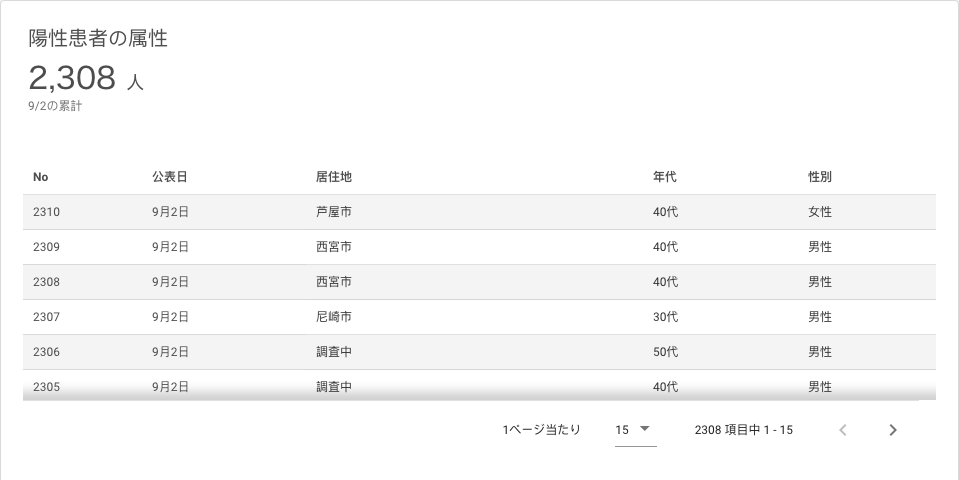 陽性患者の属性
2,308 人
9/2の累計
No 公表日 居住地 年代 性別
2310 9月2日 芦屋市 40代 女性
2309 9月2日 西宮市 40代 男性
2308 9月2日 西宮市 40代 男性
2307 9月2日 尼崎市 30代 男性
2306 9月2日 調査中 50代 男性
2305 9月2日 調査中 40代 男性
1ページ当たり 15 2308 項目中 1 - 15